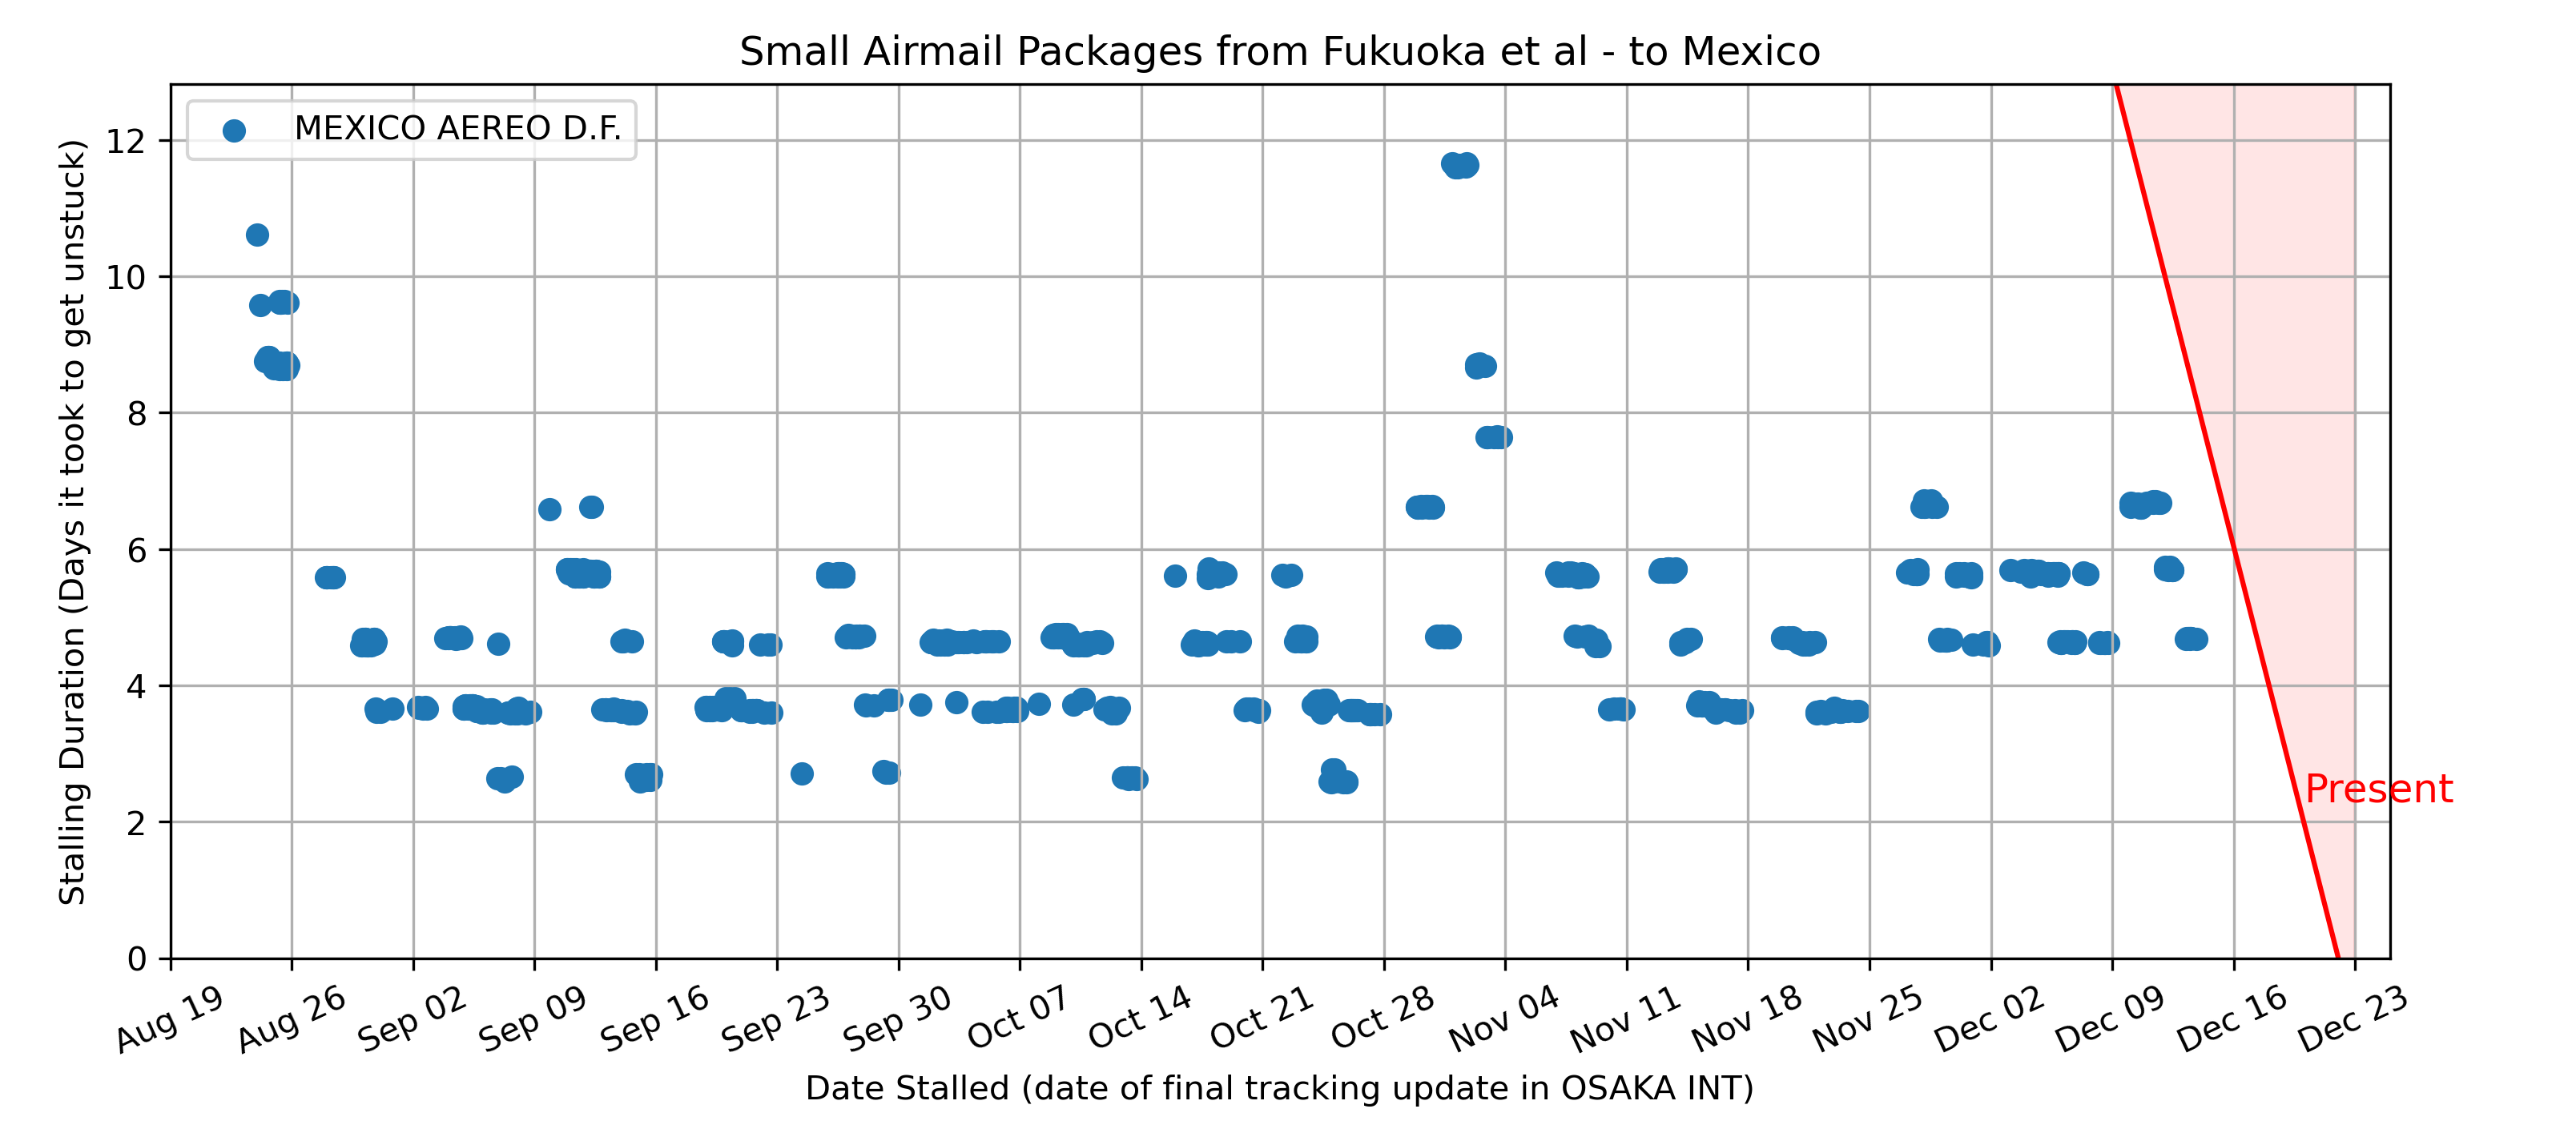 Small Airmail Packages from Fukuoka et al - to Mexico
MEXICO AEREO D.F.
Stalling Duration (Days it took to get unstuck)
12
10
8
6
4
2
0
Present
Aug 19
Aug 26
Sep 02
Sep 09
Sep 16
Sep 23
Sep 30
Oct 07
Oct 14
Oct 21
Oct 28
Nov 04
Nov 11
Nov 18
Nov 25
Dec 02
Dec 09
Dec 16
Dec 23
Date Stalled (date of final tracking update in OSAKA INT)